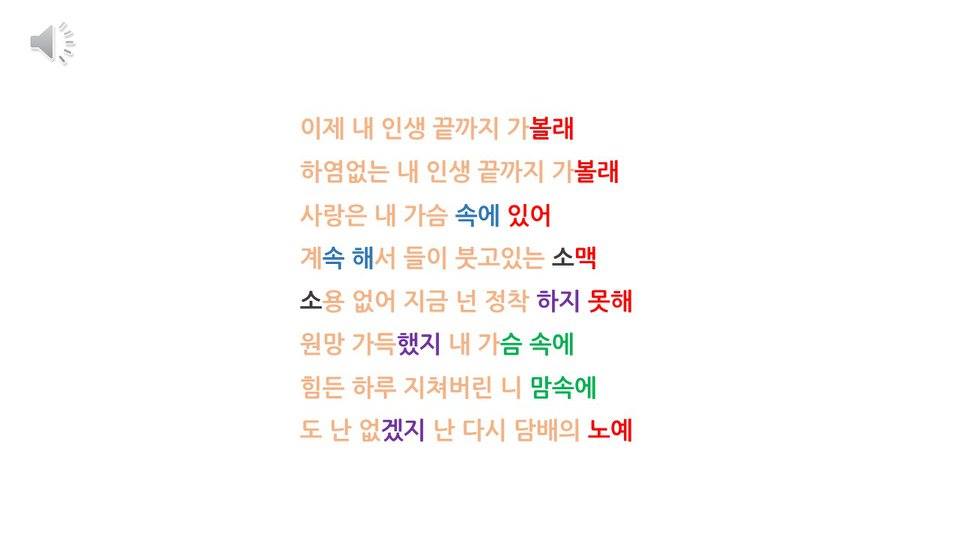 이제 내 인생 끝까지 가볼래
하염없는 내 인생 끝까지 가볼래
사랑은 내 가슴 속에 있어
계속 해서 들이 붓고있는 소맥
소용 없어 지금 넌 정착 하지 못해
원망 가득했지 내 가슴 속에
힘든 하루 지쳐버린 니 맘속에
도 난 없겠지 난 다시 담배의 노예